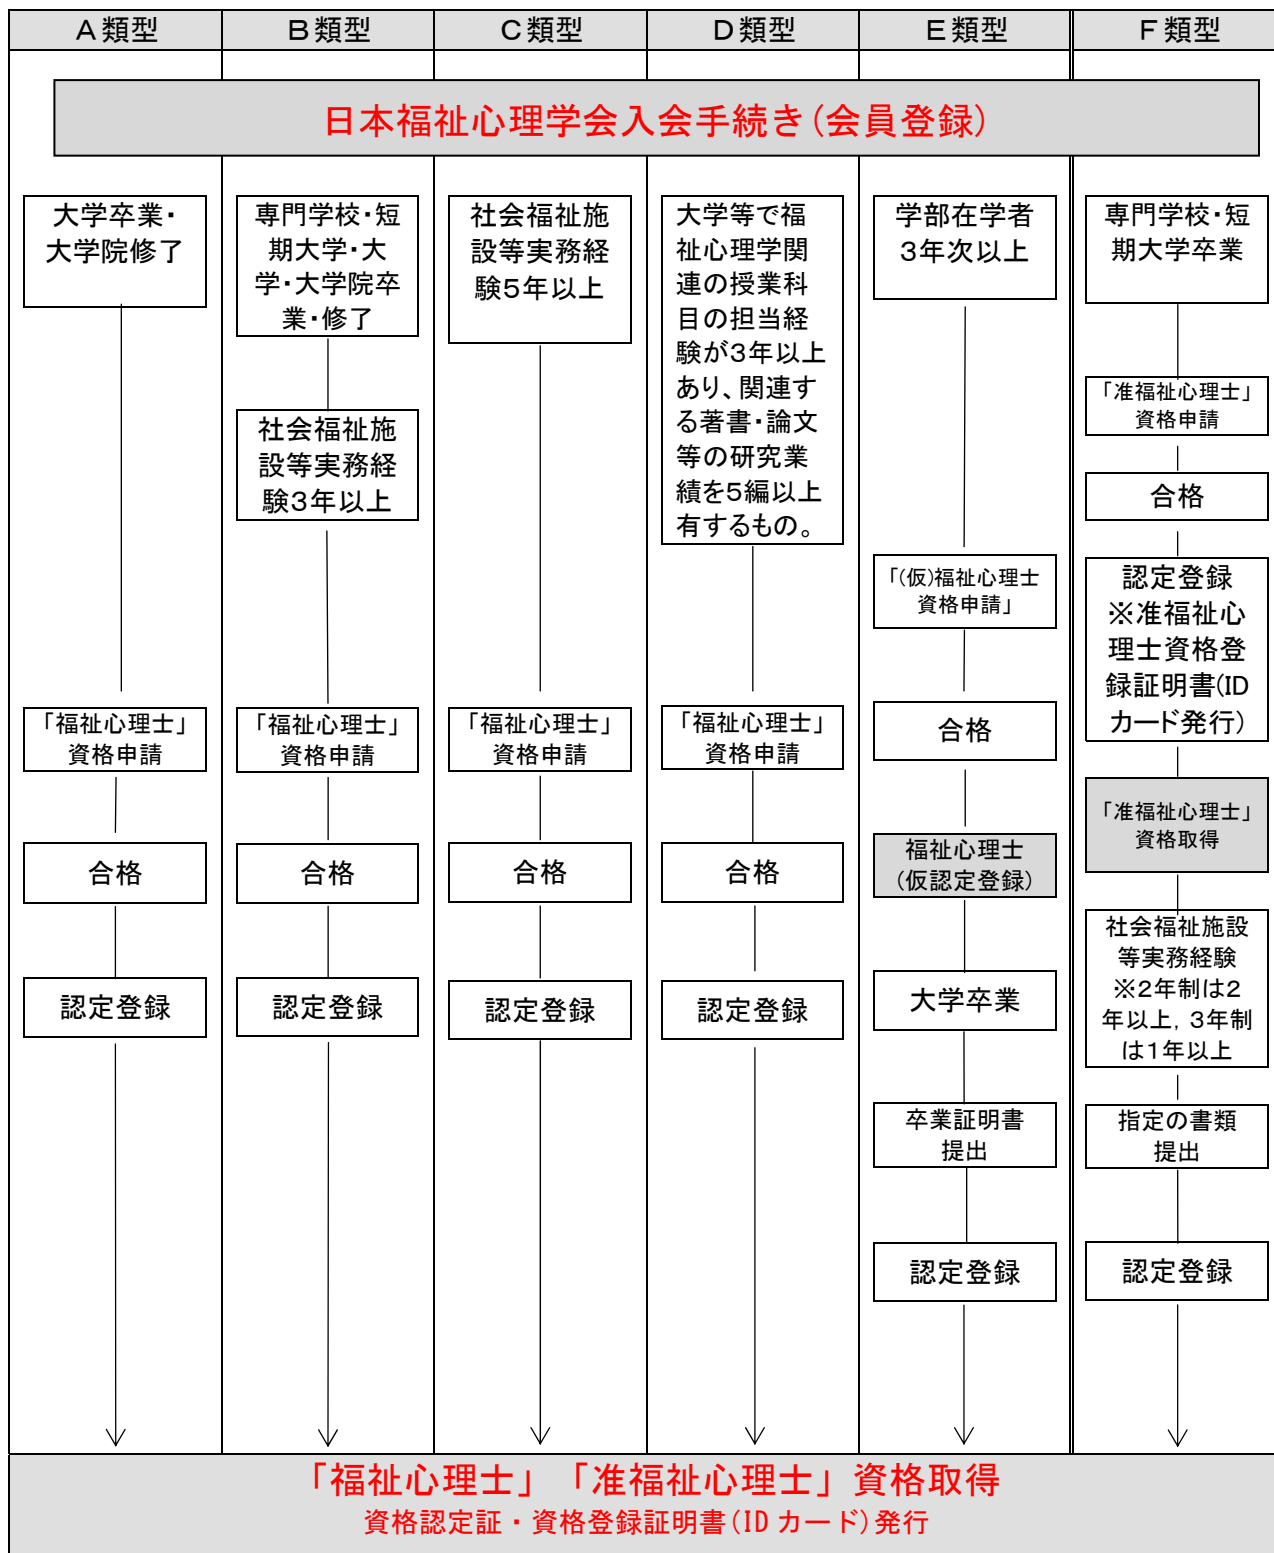 A類型
B類型
C類型
D類型
E類型
F類型
日本福祉心理学会入会手続き(会員登録)
大学卒業・
大学院修了
「福祉心理士」
資格申請
合格
認定登録
専門学校・短
期大学・大
学・大学院卒
業・修了
社会福祉施
設等実務経
験3年以上
「福祉心理士」
資格申請
合格
認定登録
社会福祉施
設等実務経
験5年以上
「福祉心理士」
資格申請
合格
認定登録
大学等で福
祉心理学関
連の授業科
目の担当経
験が3年以上
あり、関連す
る著書・論文
等の研究業
績を5編以上
有するもの。
「福祉心理士」
資格申請
合格
認定登録
学部在学者
3年次以上
「(仮)福祉心理士
資格申請」
合格
福祉心理士
(仮認定登録)
大学卒業
卒業証明書
提出
認定登録
専門学校・短
期大学卒業
「准福祉心理士」
資格申請
合格
認定登録
※准福祉心
理士資格登
録証明書(ID
カード発行)
「准福祉心理士」
資格取得
社会福祉施設
等実務経験
※2年制は2
年以上,3年制
は1年以上
指定の書類
提出
認定登録
「福祉心理士」「准福祉心理士」資格取得
資格認定証・資格登録証明書(IDカード)発行